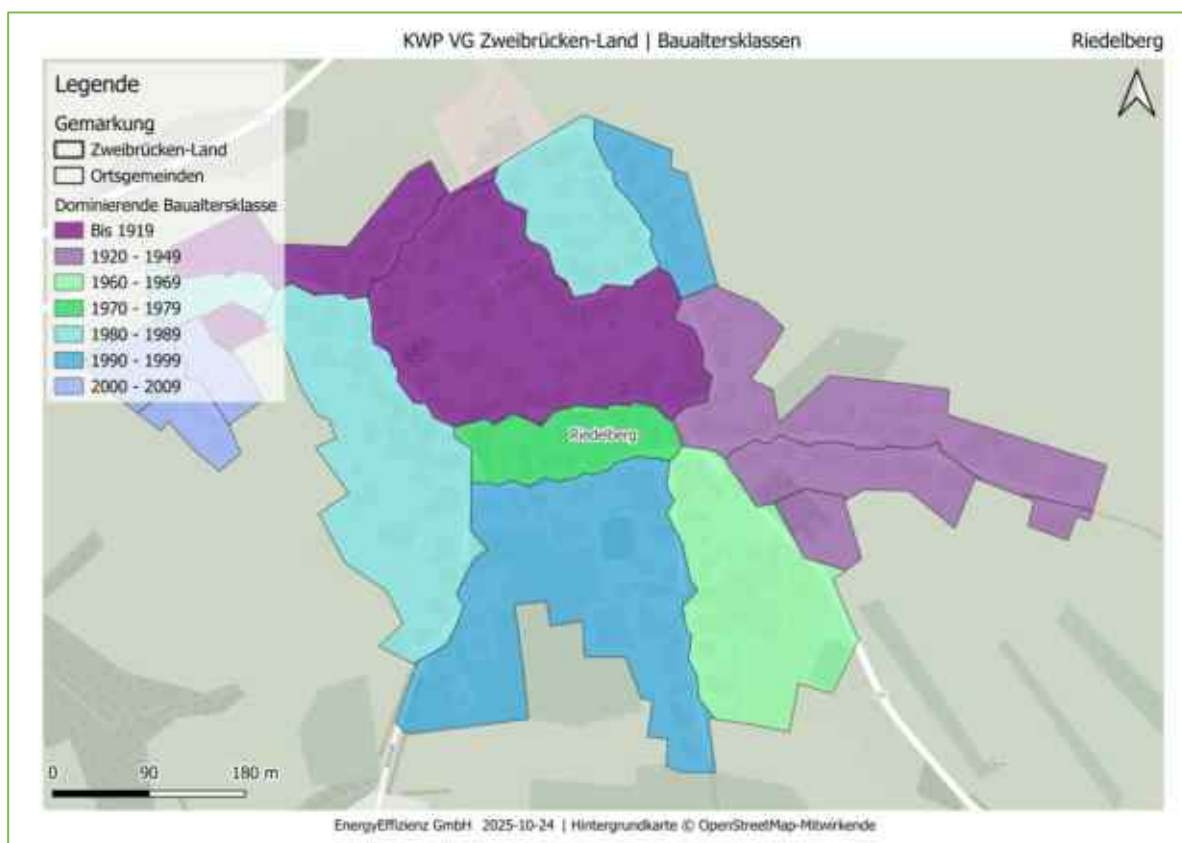 KWP VG Zweibrücken-Land | Baualtersklassen
Riedelberg
Legende
Gemarkung
Zweibrücken-Land
Ortsgemeinden
Dominierende Baualtersklasse
Bis 1919
1920 - 1949
1960 - 1969
1970 - 1979
1980 - 1989
1990 - 1999
2000 - 2009
Riedelberg
0 90 180 m
EnergyEffizienz GmbH 2025-10-24 | Hintergrundkarte © OpenStreetMap-Mitwirkende